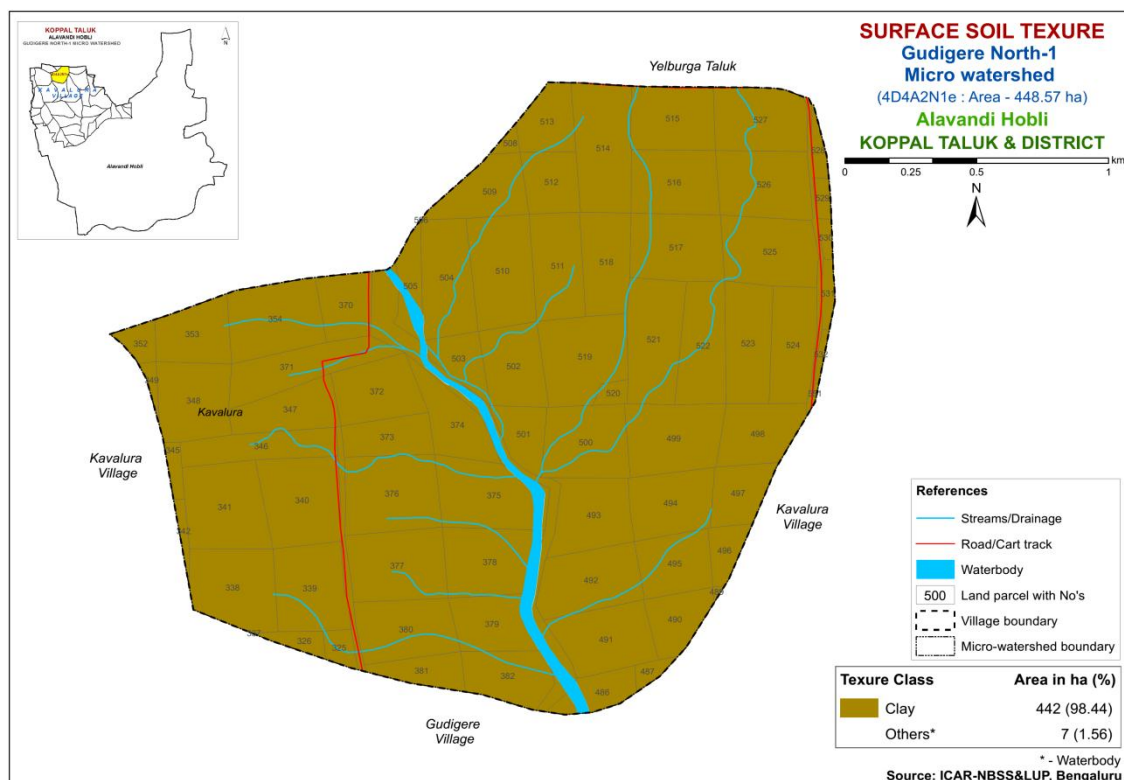 KOPPAL TALUK
ALAVANDI HOBLI
GUDIGERE NORTH-1 MICRO WATERSHED
N
KAVALURA
VILLAGE
Alavandi Hobli
SURFACE SOIL TEXURE
Gudigere North-1
Micro watershed
(4D4A2N1e : Area - 448.57 ha)
Alavandi Hobli
KOPPAL TALUK & DISTRICT
km
0 0.25 0.5 1
N
Yelburga Taluk
513
515
527
514
508
512
516
526
509
529
517
525
504
510
511
518
505
370
354
353
352
503
502
519
521
522
523
524
371
520
348
347
372
374
501
500
499
498
Kavalura
373
345
346
Kavalura
Village
376
375
497
494
341
340
493
Kavalura
Village
342
496
377
378
495
338
339
492
380
379
490
491
326
325
381
382
487
486
Gudigere
Village
References
Streams/Drainage
Road/Cart track
Waterbody
500 Land parcel with No's
Village boundary
Micro-watershed boundary
Texure Class Area in ha (%)
Clay 442 (98.44)
Others* 7 (1.56)
* - Waterbody
Source: ICAR-NBSS&LUP, Bengaluru